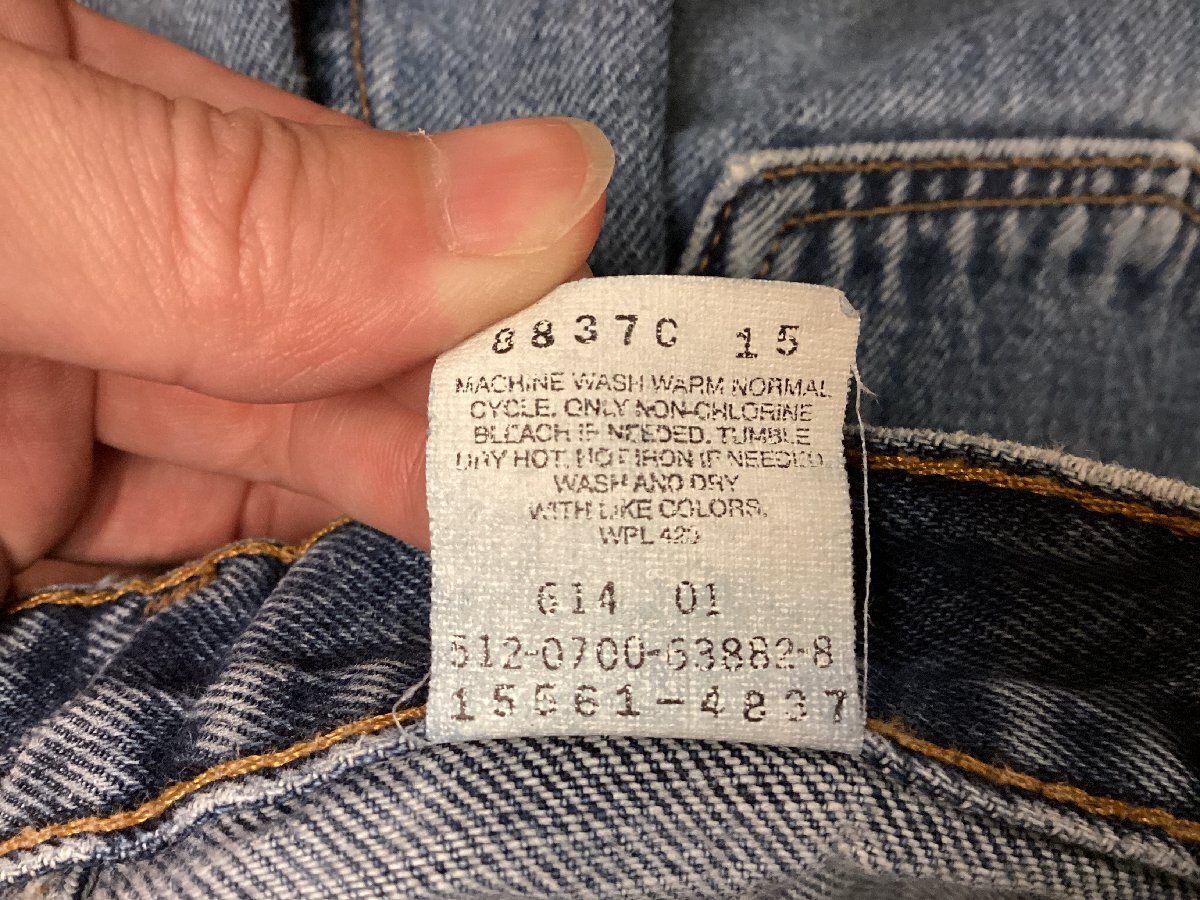 8837C 15
MACHINE WASH WARM NORMAL
CYCLE. ONLY NON-CHLORINE
BLEACH IF NEEDED. TUMBLE
DRY HOT. HOT IRON IF NEEDED.
WASH AND DRY
WITH LIKE COLORS.
WPL 423
614 01
512-0700-63882-8
15561-4837